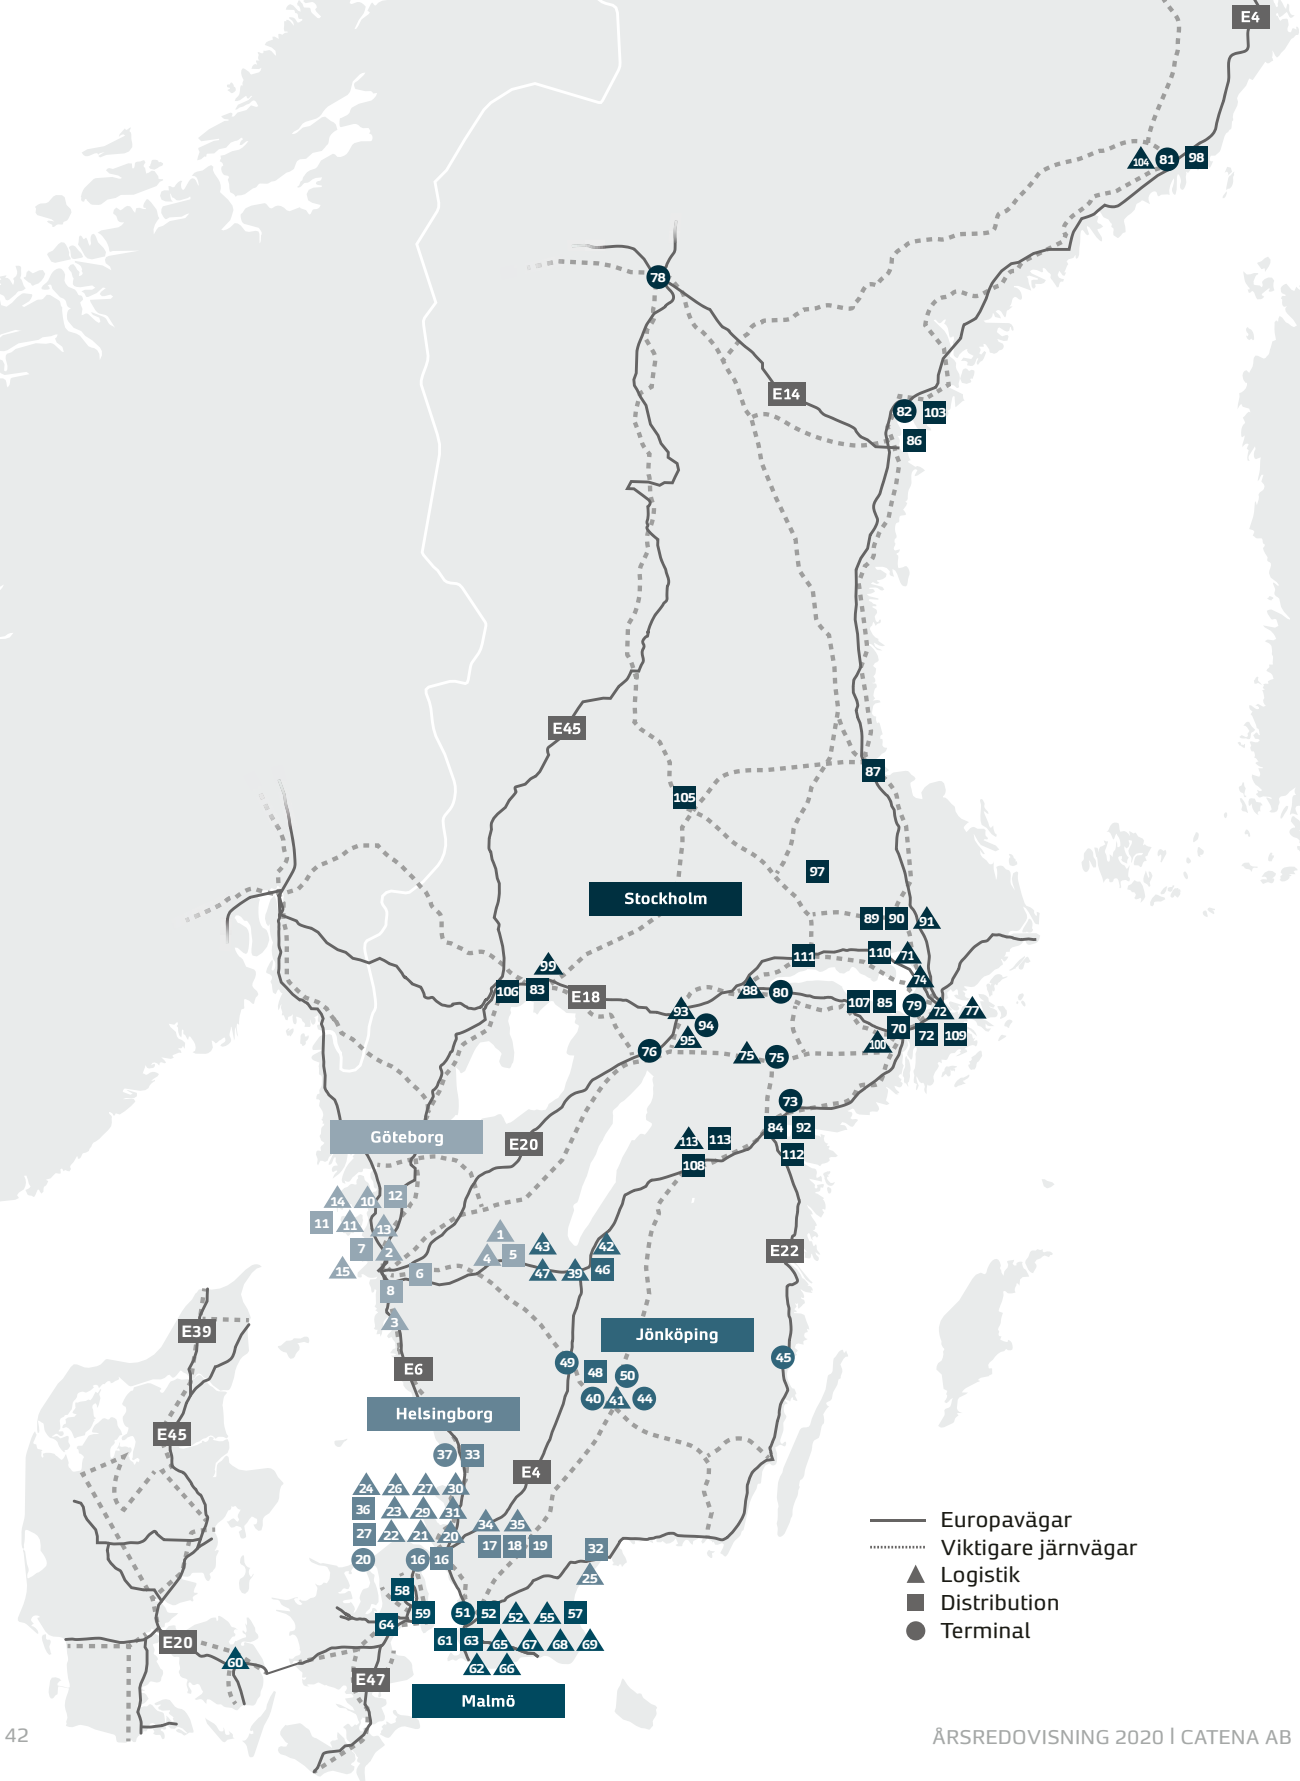 E4
104 81 98
78
E14
82 103
86
E45
87
105
97
Stockholm
89 90 91
99
111
110 71
74
106 83
E18
88 80
107 85 79 72 77
93
94
95
70 72 109
100
76
75 75
73
84 92
112
113 113
108
Göteborg
E20
14 10 12
11 11 13
7 2
15
1
4 5
43 42
47 39 46
6
8
3
E22
E39
Jönköping
E6
49 48 50
45
40 41 44
Helsingborg
E45
37 33
E4
24 26 27 30
36 23 29 31
34 35
27 22 21 20
17 18 19
32
20 16 16
25
58
59
51 52 52 55 57
64
61 63 65 67 68 69
E20
60
62 66
E47
Malmö
Europavägar
Viktigare järnvägar
Logistik
Distribution
Terminal
42
ÅRSREDOVISNING 2020 | CATENA AB